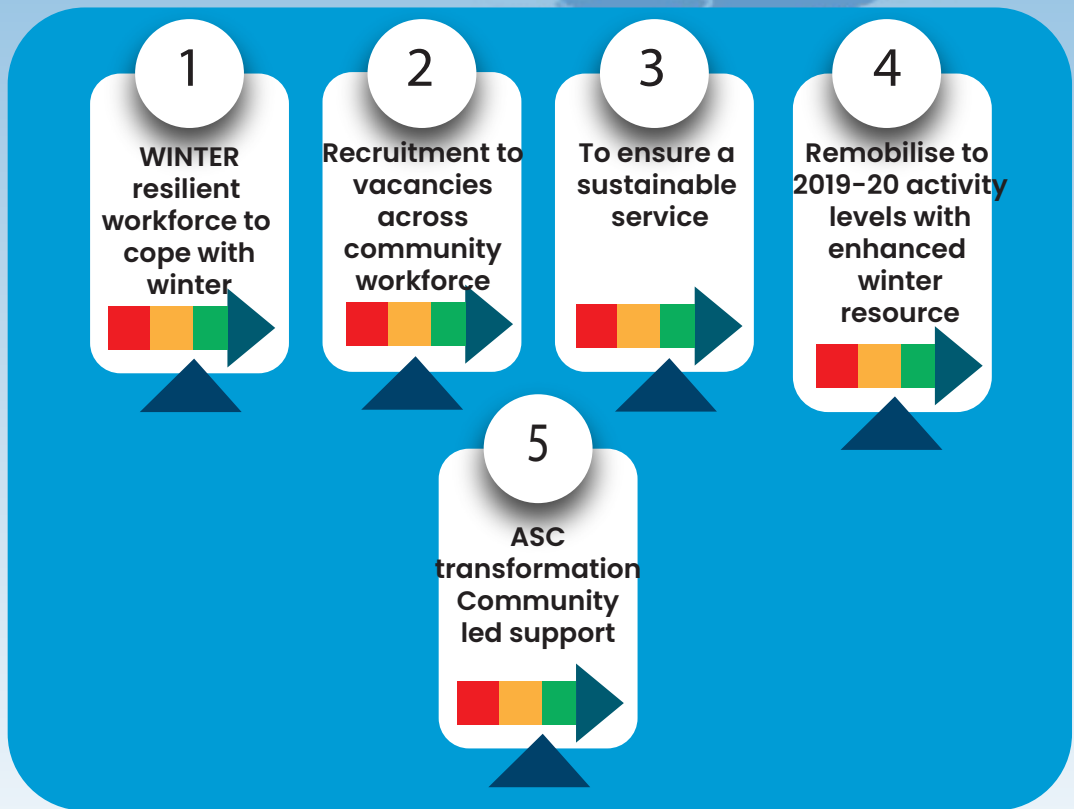 1
WINTER
resilient
workforce to
cope with
winter
2
Recruitment to
vacancies
across
community
workforce
3
To ensure a
sustainable
service
4
Remobilise to
2019-20 activity
levels with
enhanced
winter
resource
5
ASC
transformation
Community
led support